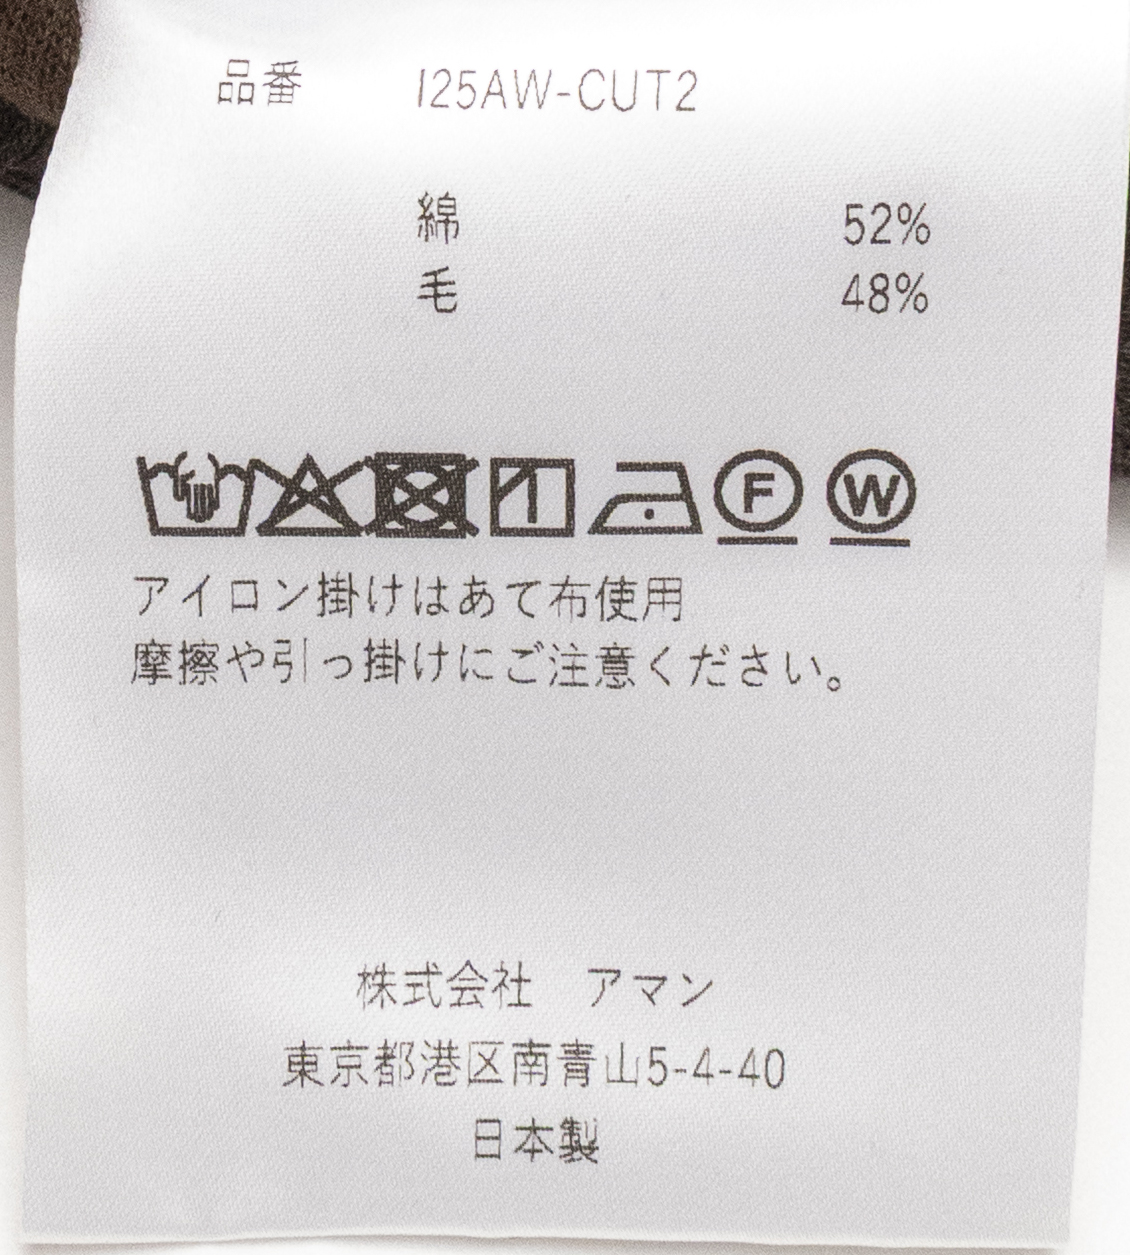 品番 I25AW-CUT2
綿 52%
毛 48%
F W
アイロン掛けはあて布使用
摩擦や引っ掛けにご注意ください。
株式会社 アマン
東京都港区南青山5-4-40
日本製